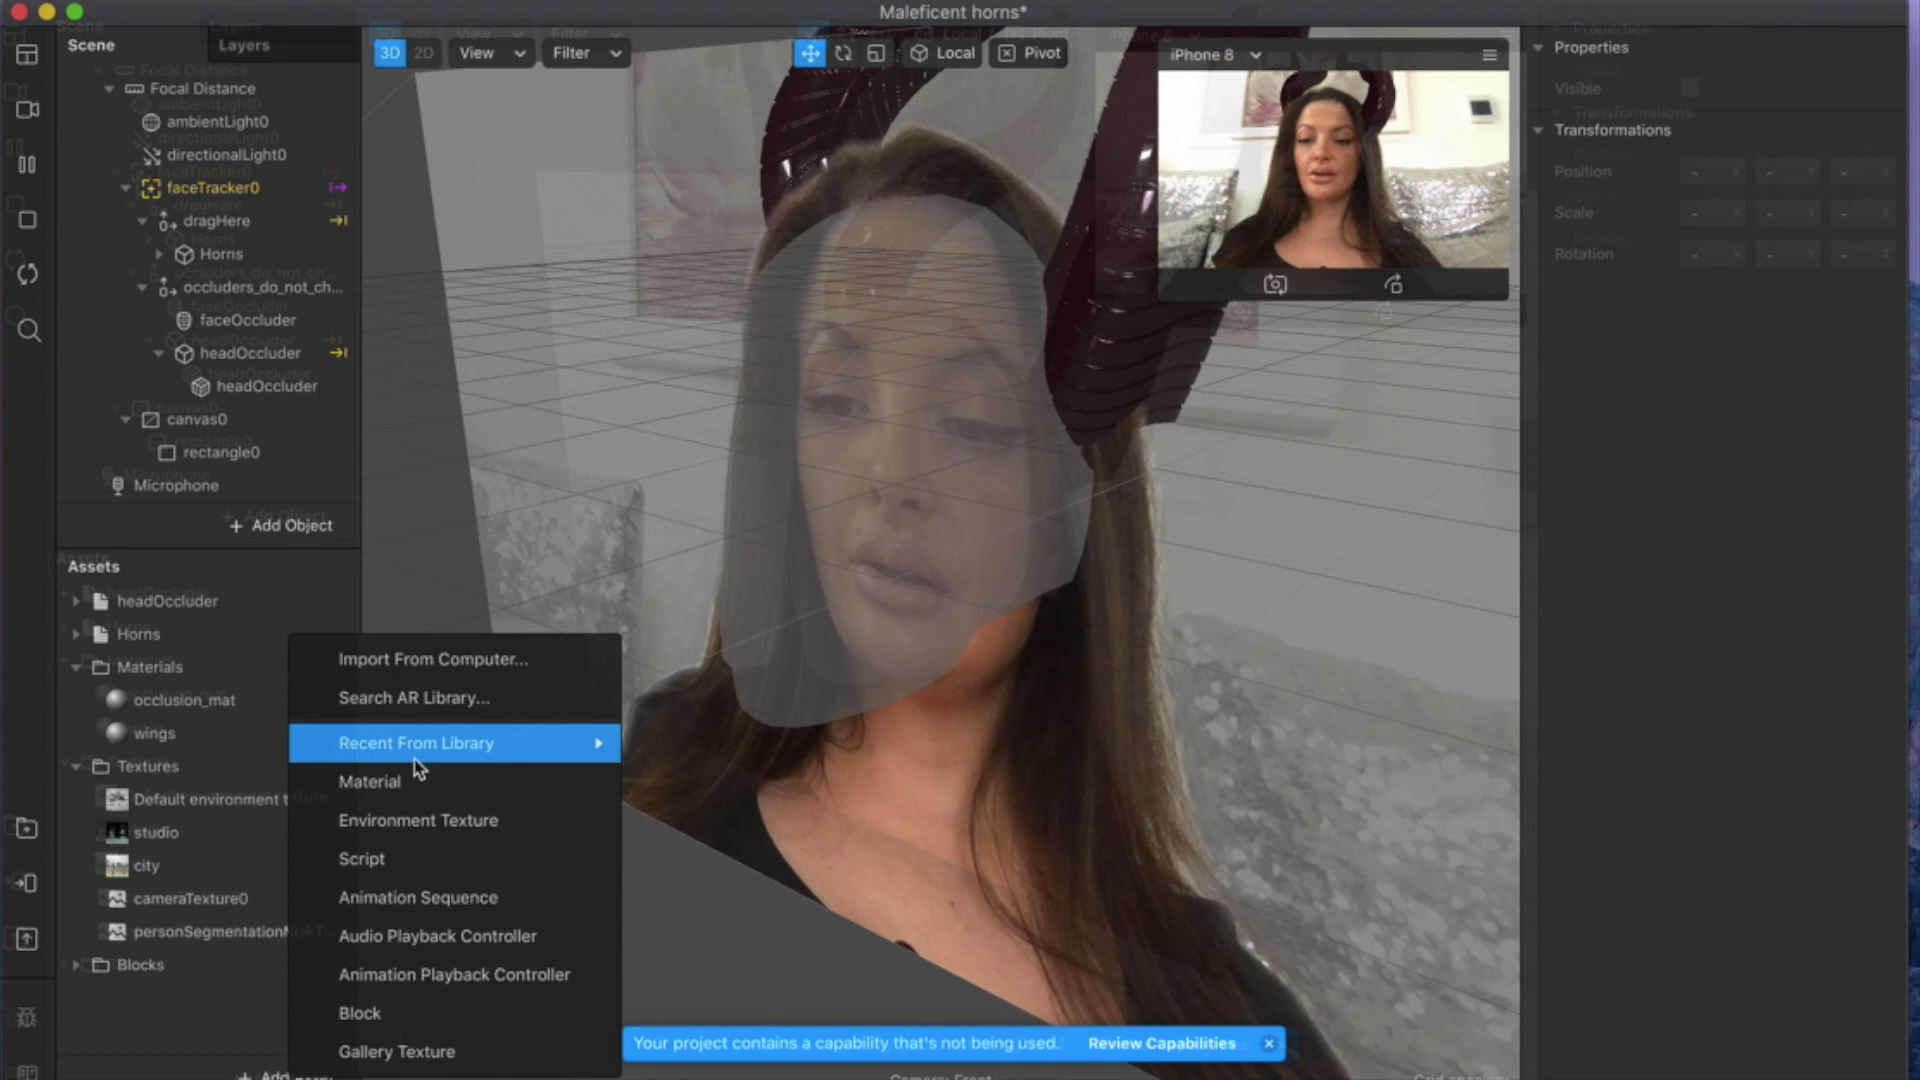 Maleficent horns*
Scene
Layers
Focal Distance
ambientLight0
directionalLight0
faceTracker0
dragHere
Horns
occluders_do_not_ch...
faceOccluder
headOccluder
headOccluder
canvas0
rectangle0
Microphone
+ Add Object
Assets
headOccluder
Horns
Materials
occlusion_mat
wings
Textures
Default environment t
studio
city
cameraTexture0
personSegmentationM
Blocks
Import From Computer...
Search AR Library...
Recent From Library
Material
Environment Texture
Script
Animation Sequence
Audio Playback Controller
Animation Playback Controller
Block
Gallery Texture
3D 2D View Filter
Local Pivot
iPhone 8
Your project contains a capability that's not being used. Review Capabilities
Properties
Visible
Transformations
Position
Scale
Rotation